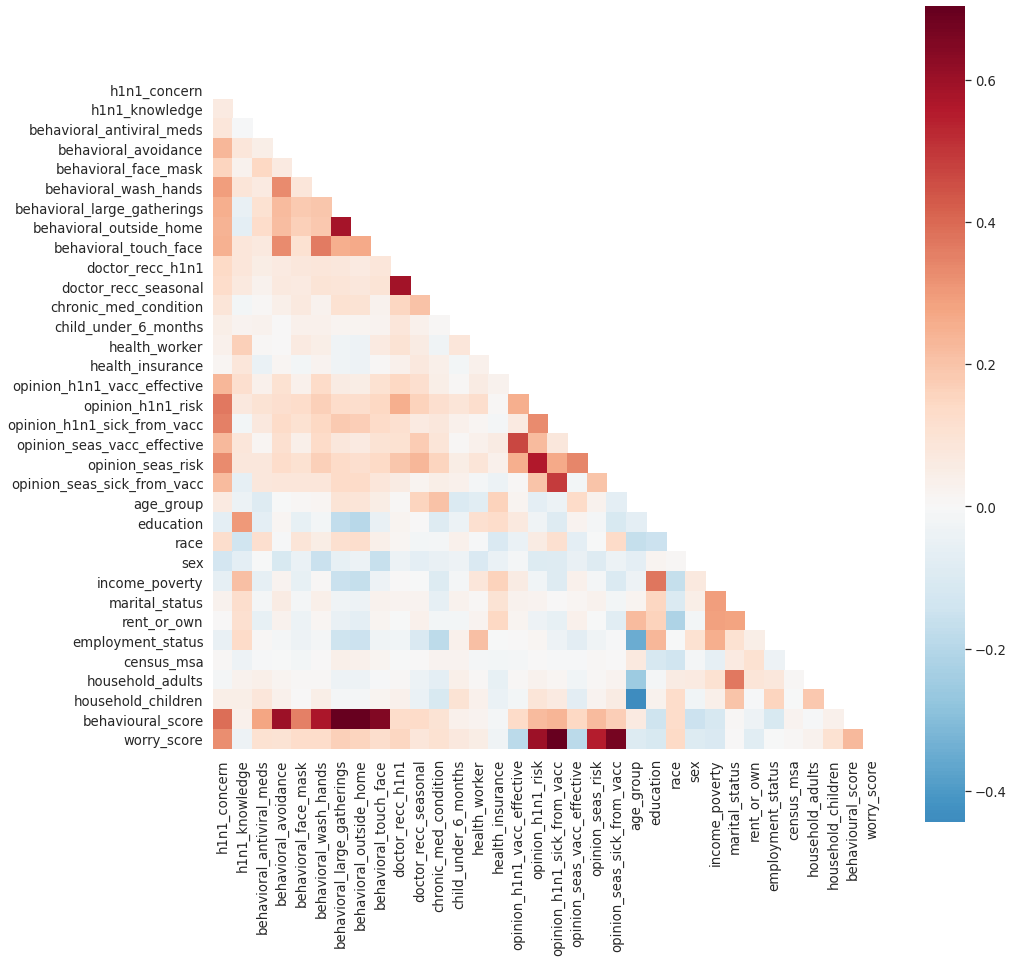 h1n1_concern
h1n1_knowledge
behavioral_antiviral_meds
behavioral_avoidance
behavioral_face_mask
behavioral_wash_hands
behavioral_large_gatherings
behavioral_outside_home
behavioral_touch_face
doctor_recc_h1n1
doctor_recc_seasonal
chronic_med_condition
child_under_6_months
health_worker
health_insurance
opinion_h1n1_vacc_effective
opinion_h1n1_risk
opinion_h1n1_sick_from_vacc
opinion_seas_vacc_effective
opinion_seas_risk
opinion_seas_sick_from_vacc
age_group
education
race
sex
income_poverty
marital_status
rent_or_own
employment_status
census_msa
household_adults
household_children
behavioural_score
worry_score
h1n1_concern
h1n1_knowledge
behavioral_antiviral_meds
behavioral_avoidance
behavioral_face_mask
behavioral_wash_hands
behavioral_large_gatherings
behavioral_outside_home
behavioral_touch_face
doctor_recc_h1n1
doctor_recc_seasonal
chronic_med_condition
child_under_6_months
health_worker
health_insurance
opinion_h1n1_vacc_effective
opinion_h1n1_risk
opinion_h1n1_sick_from_vacc
opinion_seas_vacc_effective
opinion_seas_risk
opinion_seas_sick_from_vacc
age_group
education
race
sex
income_poverty
marital_status
rent_or_own
employment_status
census_msa
household_adults
household_children
behavioural_score
worry_score
0.6
0.4
0.2
0.0
−0.2
−0.4